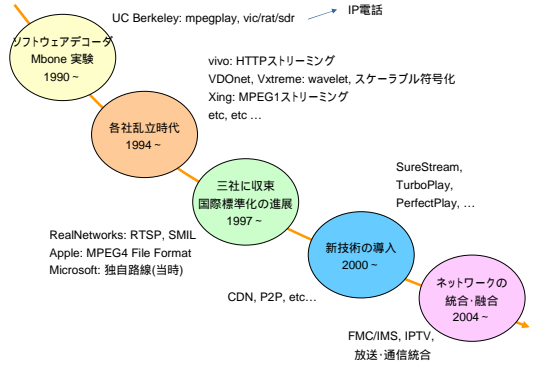 UC Berkeley: mpegplay, vic/rat/sdr
IP電話
ソフトウェアデコーダ
Mbone 実験
1990～
vivo: HTTPストリーミング
VDOnet, Vxtreme: wavelet, スケーラブル符号化
Xing: MPEG1ストリーミング
etc, etc …
各社乱立時代
1994～
三社に収束
国際標準化の進展
1997～
SureStream,
TurboPlay,
PerfectPlay, …
RealNetworks: RTSP, SMIL
Apple: MPEG4 File Format
Microsoft: 独自路線(当時)
新技術の導入
2000～
CDN, P2P, etc…
ネットワークの
統合・融合
2004～
FMC/IMS, IPTV,
放送・通信統合